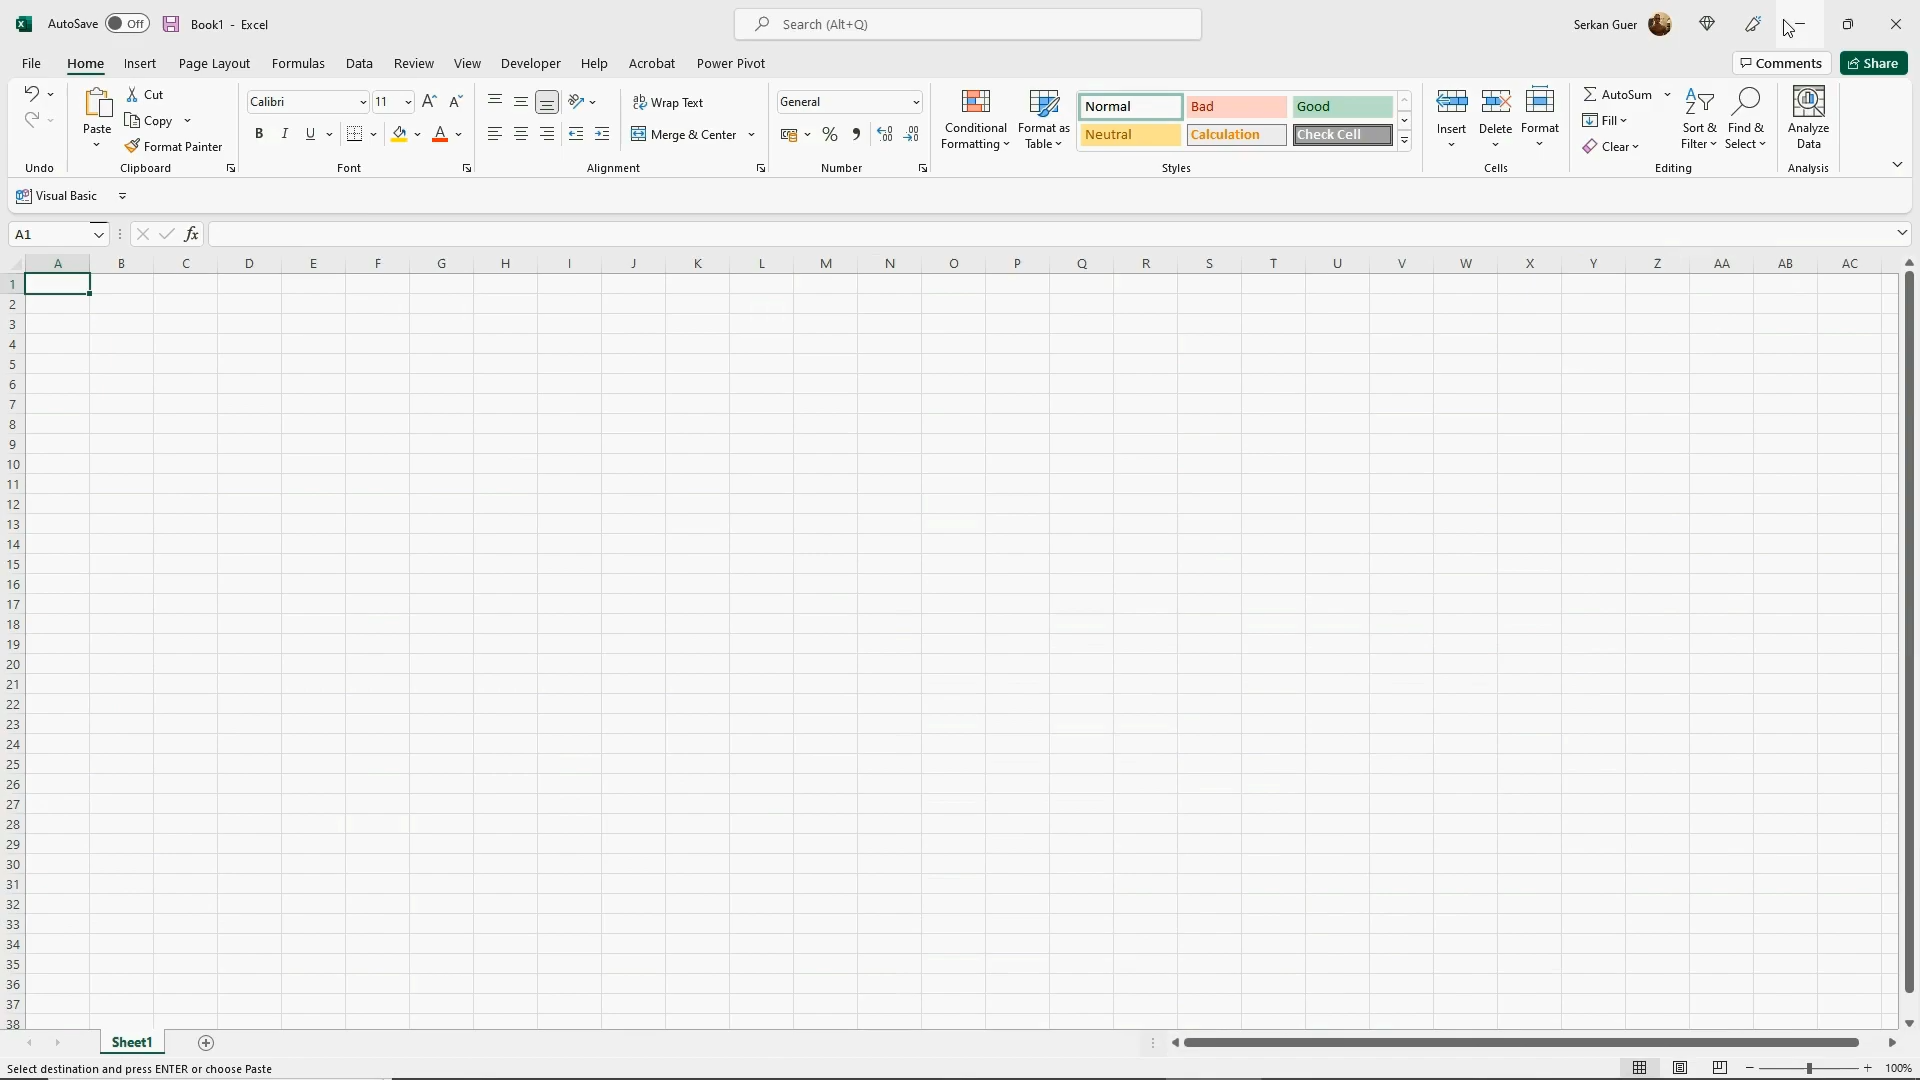 AutoSave Off Book1 - Excel Search (Alt+Q) Serkan Guer
File Home Insert Page Layout Formulas Data Review View Developer Help Acrobat Power Pivot Comments Share
Paste
Cut
Copy
Format Painter
Calibri 11
B I U
Wrap Text
Merge & Center
General
Conditional Formatting
Format as Table
Normal Bad Good
Neutral Calculation Check Cell
Insert Delete Format
AutoSum
Fill
Clear
Sort & Filter
Find & Select
Analyze Data
Undo Clipboard Font Alignment Number Styles Cells Editing Analysis
Visual Basic
A1 fx
A B C D E F G H I J K L M N O P Q R S T U V W X Y Z AA AB AC
1
2
3
4
5
6
7
8
9
10
11
12
13
14
15
16
17
18
19
20
21
22
23
24
25
26
27
28
29
30
31
32
33
34
35
36
37
38
Sheet1
Select destination and press ENTER or choose Paste 100%